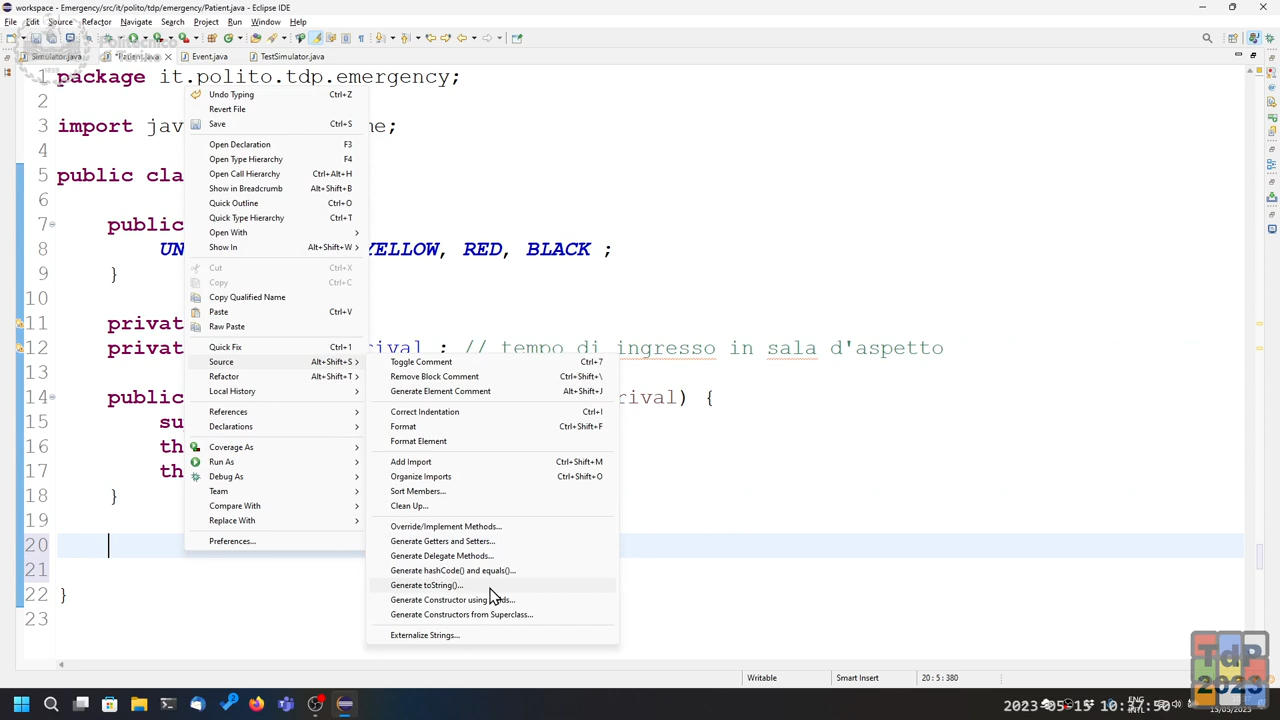 workspace - Emergency/src/it/polito/tdp/emergency/Patient.java - Eclipse IDE
File Edit Source Refactor Navigate Search Project Run Window Help
Politecnico
Simulator.java *Patient.java Event.java TestSimulator.java
1 package it.polito.tdp.emergency;
2
3 import jav me;
4
5 public cla
6
7 public
8 UN YELLOW, RED, BLACK ;
9 }
10
11 privat
12 privat ival ; // tempo di ingresso in sala d'aspetto
13
14 public rival) {
15 su
16 th
17 th
18 }
19
20
21
22 }
23
Undo Typing Ctrl+Z
Revert File
Save Ctrl+S
Open Declaration F3
Open Type Hierarchy F4
Open Call Hierarchy Ctrl+Alt+H
Show in Breadcrumb Alt+Shift+B
Quick Outline Ctrl+O
Quick Type Hierarchy Ctrl+T
Open With
Show In Alt+Shift+W
Cut Ctrl+X
Copy Ctrl+C
Copy Qualified Name
Paste Ctrl+V
Raw Paste
Quick Fix Ctrl+1
Source Alt+Shift+S
Refactor Alt+Shift+T
Local History
References
Declarations
Coverage As
Run As
Debug As
Team
Compare With
Replace With
Preferences...
Toggle Comment Ctrl+7
Remove Block Comment Ctrl+Shift+\
Generate Element Comment Alt+Shift+J
Correct Indentation Ctrl+I
Format Ctrl+Shift+F
Format Element
Add Import Ctrl+Shift+M
Organize Imports Ctrl+Shift+O
Sort Members...
Clean Up...
Override/Implement Methods...
Generate Getters and Setters...
Generate Delegate Methods...
Generate hashCode() and equals()...
Generate toString()...
Generate Constructor using ds...
Generate Constructors from Superclass...
Externalize Strings...
Writable Smart Insert 20 : 5 : 380
TdP
2023
ENG
INTL
15/05/2023